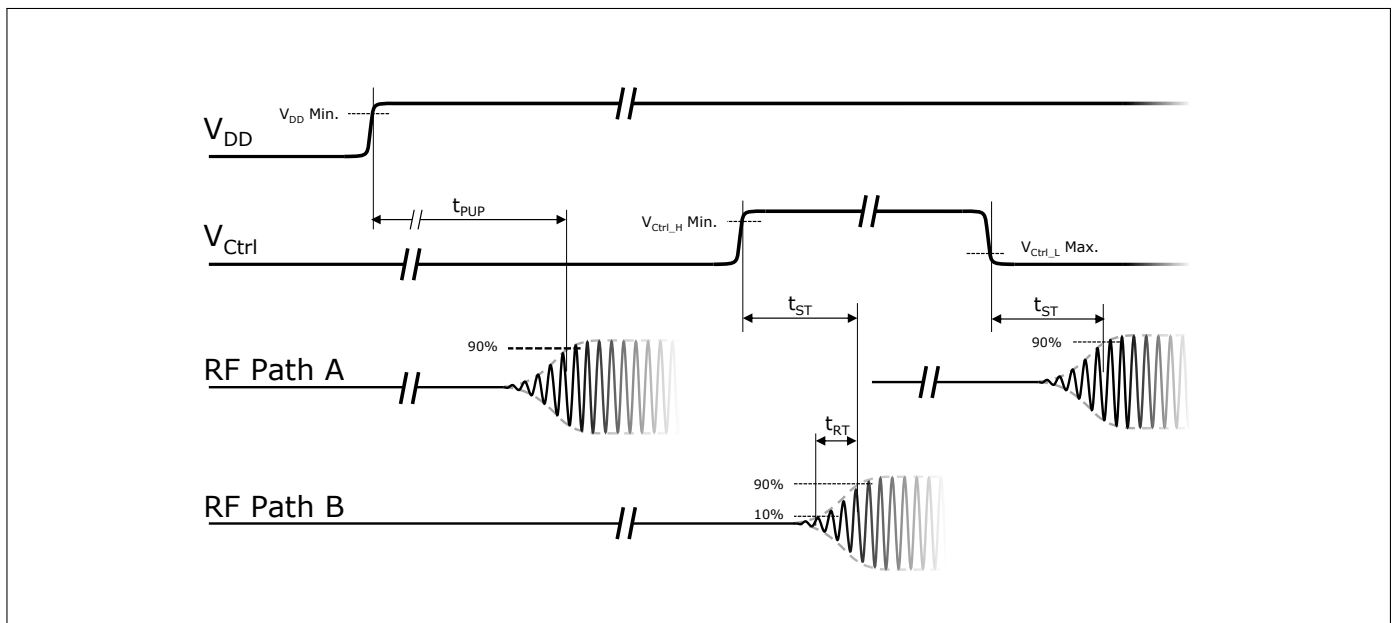 V_DD Min.
V_DD
t_PUP
V_Ctrl_H Min.
V_Ctrl
V_Ctrl_L Max.
t_ST
t_ST
90%
90%
RF Path A
t_RT
90%
RF Path B
10%